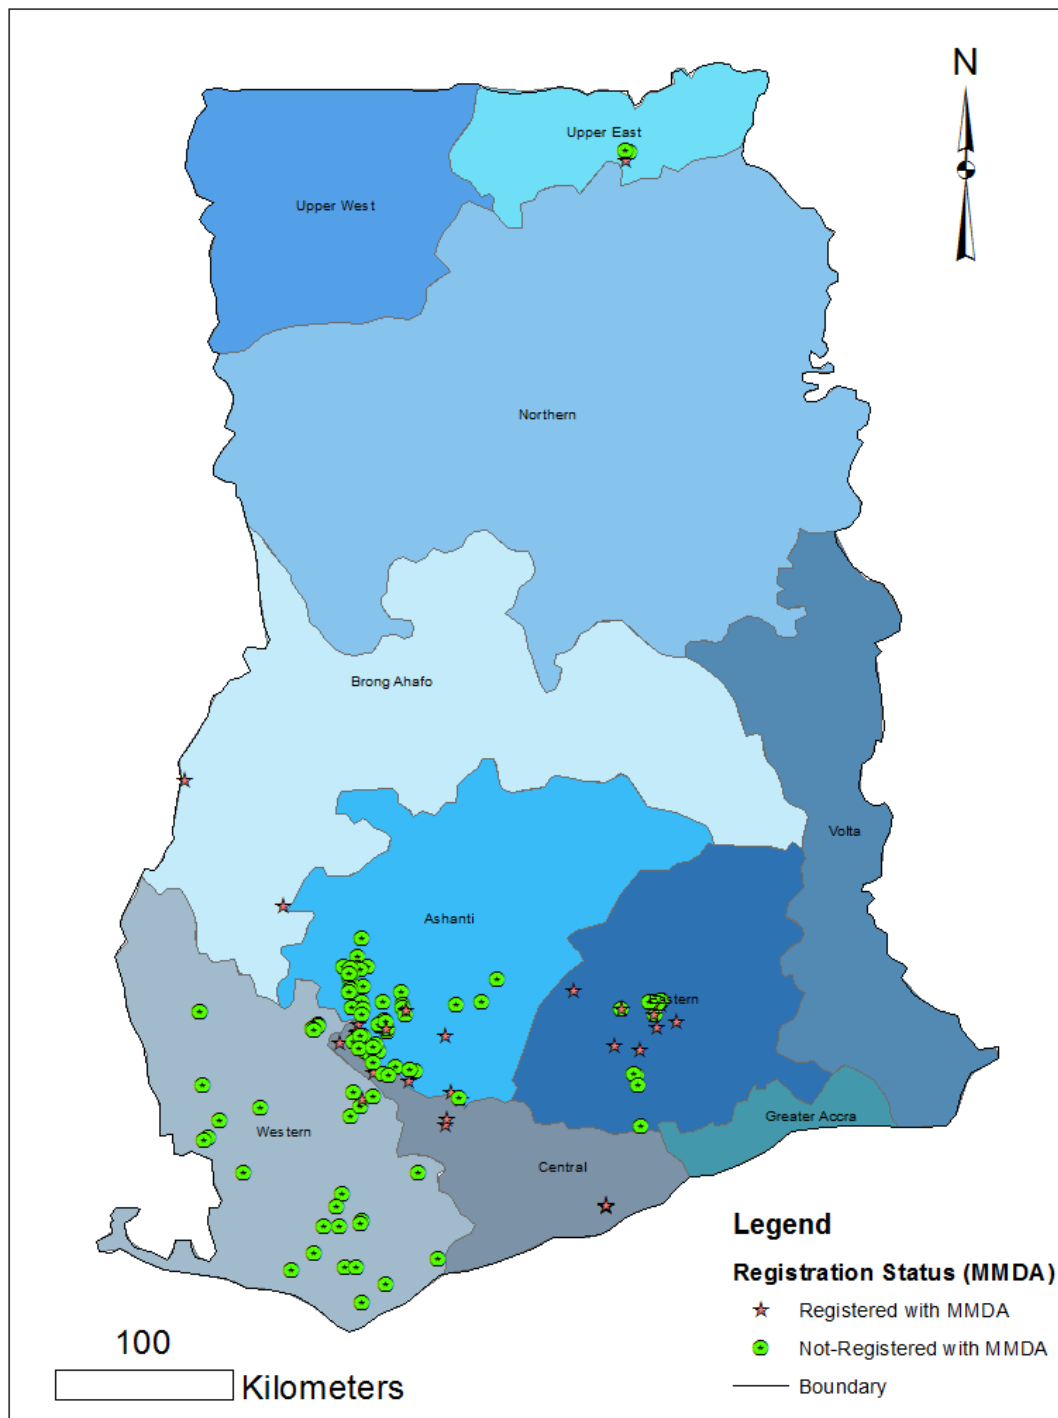 N
Upper East
Upper West
Northern
Brong Ahafo
Volta
Ashanti
Eastern
Greater Accra
Western
Central
Legend
Registration Status (MMDA)
Registered with MMDA
Not-Registered with MMDA
Boundary
100
Kilometers